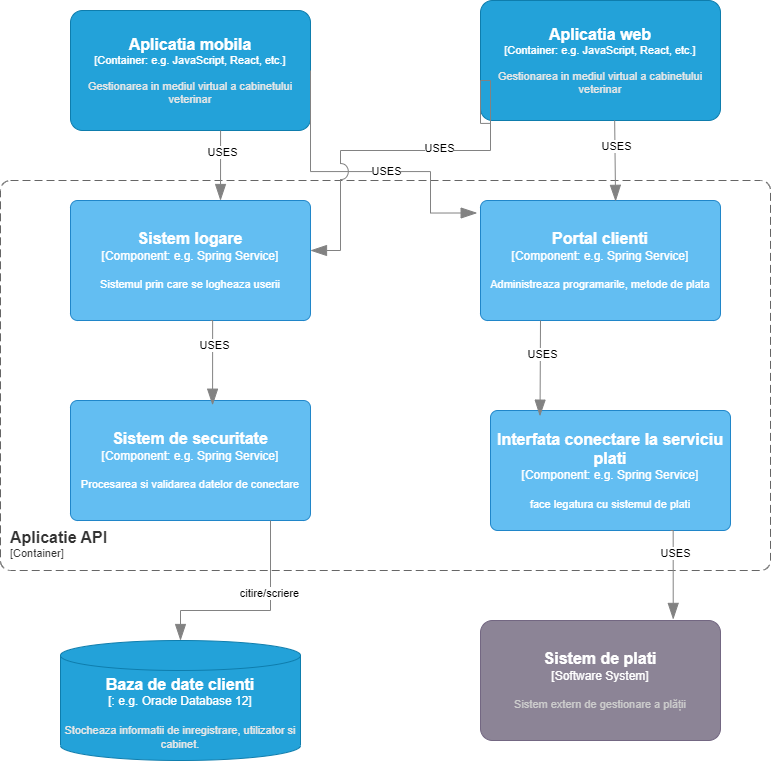 Aplicatia mobila
[Container: e.g. JavaScript, React, etc.]
Gestionarea in mediul virtual a cabinetului
veterinar
Aplicatia web
[Container: e.g. JavaScript, React, etc.]
Gestionarea in mediul virtual a cabinetului
veterinar
USES
USES
USES
USES
Sistem logare
[Component: e.g. Spring Service]
Sistemul prin care se logheaza userii
Portal clienti
[Component: e.g. Spring Service]
Administreaza programarile, metode de plata
USES
USES
Sistem de securitate
[Component: e.g. Spring Service]
Procesarea si validarea datelor de conectare
Interfata conectare la serviciu
plati
[Component: e.g. Spring Service]
face legatura cu sistemul de plati
Aplicatie API
[Container]
USES
citire/scriere
Baza de date clienti
[: e.g. Oracle Database 12]
Stocheaza informatii de inregistrare, utilizator si
cabinet.
Sistem de plati
[Software System]
Sistem extern de gestionare a plății